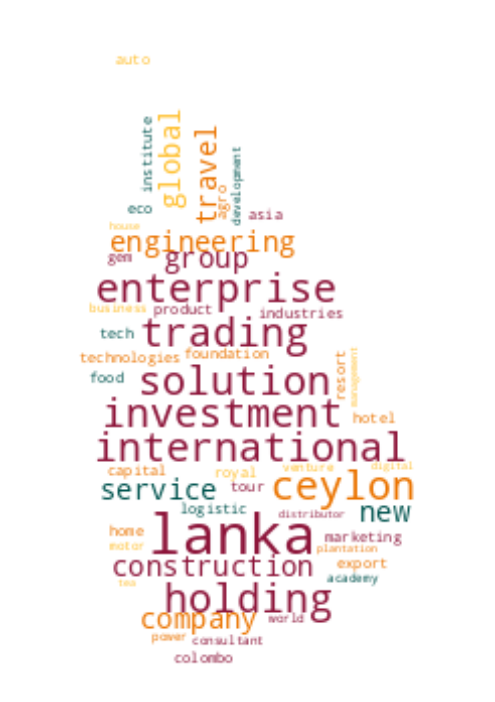 auto
institute
global
travel
agro
development
eco
asia
house
engineering
gem
group
enterprise
business
product
industries
tech
trading
technologies
foundation
resort
management
food
solution
investment
hotel
international
capital
royal
venture
digital
service
tour
ceylon
logistic
distributor
new
home
lanka
marketing
motor
plantation
construction
export
academy
tea
holding
company
world
power
consultant
colombo